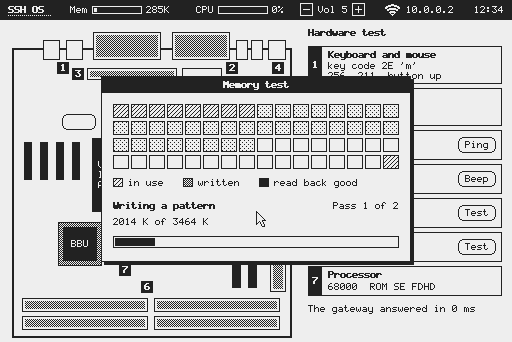 SSH OS Mem 285K CPU 0% Vol 5 10.0.0.2 12:34
Hardware test
1 2 3 4
1 Keyboard and mouse
key code 2E 'm'
256, 211 button up
Memory test
Ping
in use written read back good
Beep
Writing a pattern Pass 1 of 2
2014 K of 3464 K
Test
BBU
Test
7
6
7 Processor
68000 ROM SE FDHD
The gateway answered in 0 ms